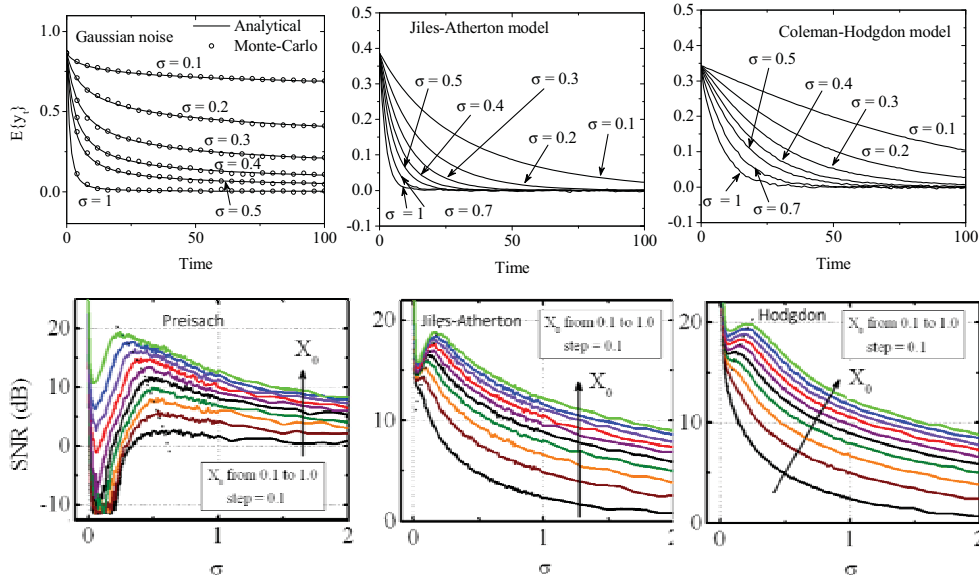 1.0
Gaussian noise
Analytical
Monte-Carlo
σ = 0.1
σ = 0.2
σ = 0.3
σ = 0.4
σ = 0.5
σ = 1
0.5
0.0
E{y_t}
0
50
100
Time
0.5
Jiles-Atherton model
0.4
σ = 0.5
σ = 0.3
0.3
σ = 0.4
0.2
σ = 0.2
σ = 0.1
0.1
0.0
σ = 1
σ = 0.7
-0.1
0
50
100
Time
0.5
Coleman-Hodgdon model
0.4
σ = 0.5
σ = 0.4
0.3
σ = 0.3
0.2
σ = 0.1
0.1
σ = 0.2
0.0
σ = 1
σ = 0.7
-0.1
0
50
100
Time
Preisach
20
X₀
10
SNR (dB)
0
X₀ from 0.1 to 1.0
step = 0.1
-10
0
1
2
σ
20
Jiles-Atherton
X₀ from 0.1 to 1.0
step = 0.1
X₀
10
0
0
1
2
σ
20
Hodgdon
X₀ from 0.1 to 1.0
step = 0.1
X₀
10
0
0
1
2
σ